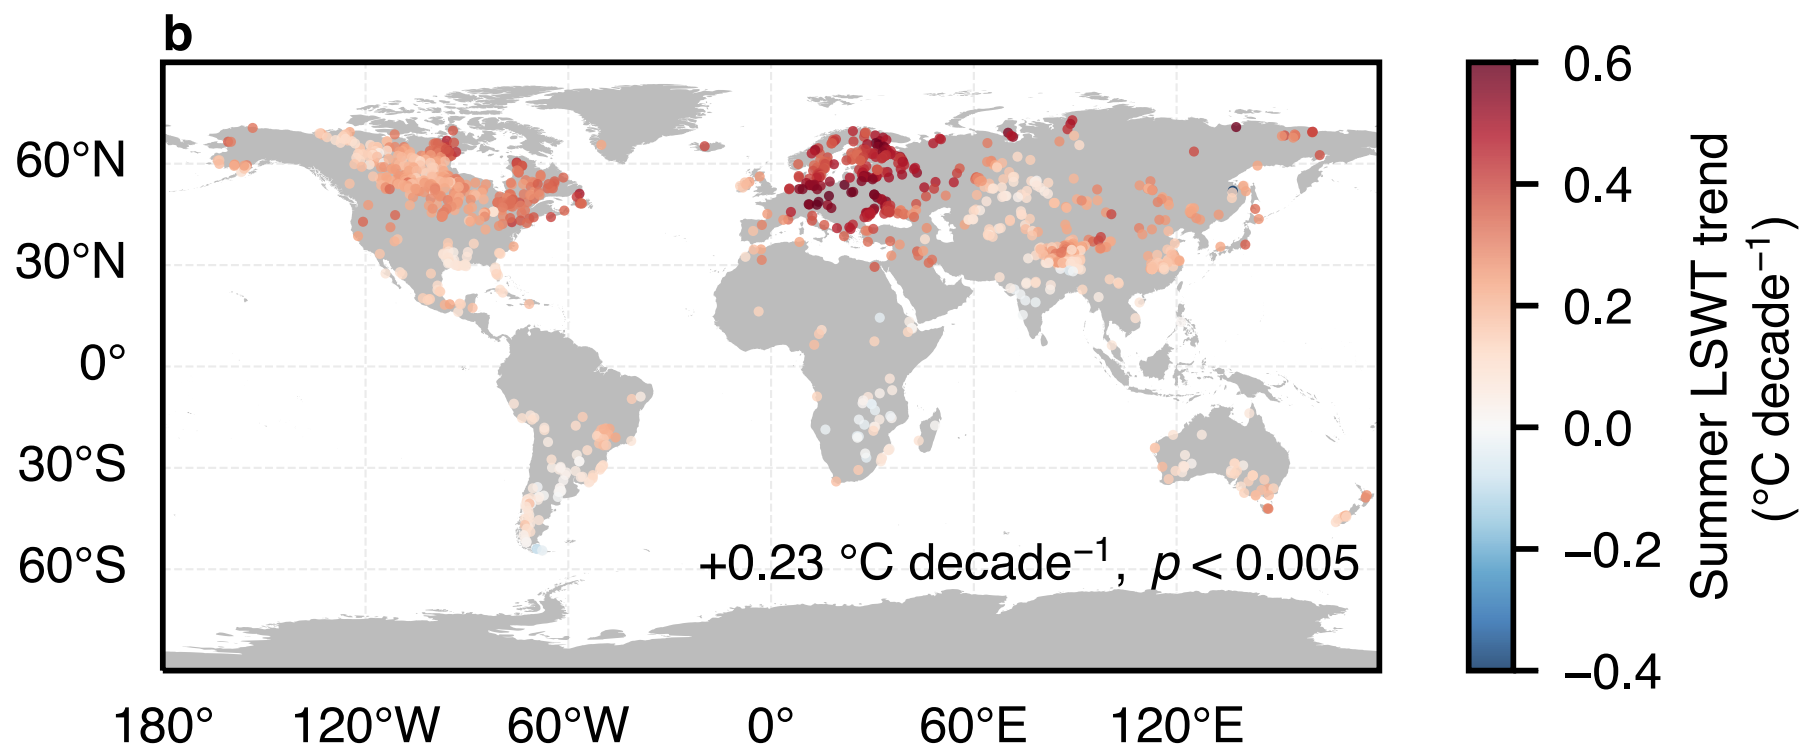 b
60°N
30°N
0°
30°S
60°S
180°
120°W
60°W
0°
60°E
120°E
+0.23 °C decade⁻¹, p < 0.005
0.6
0.4
0.2
0.0
−0.2
−0.4
Summer LSWT trend
(°C decade⁻¹)